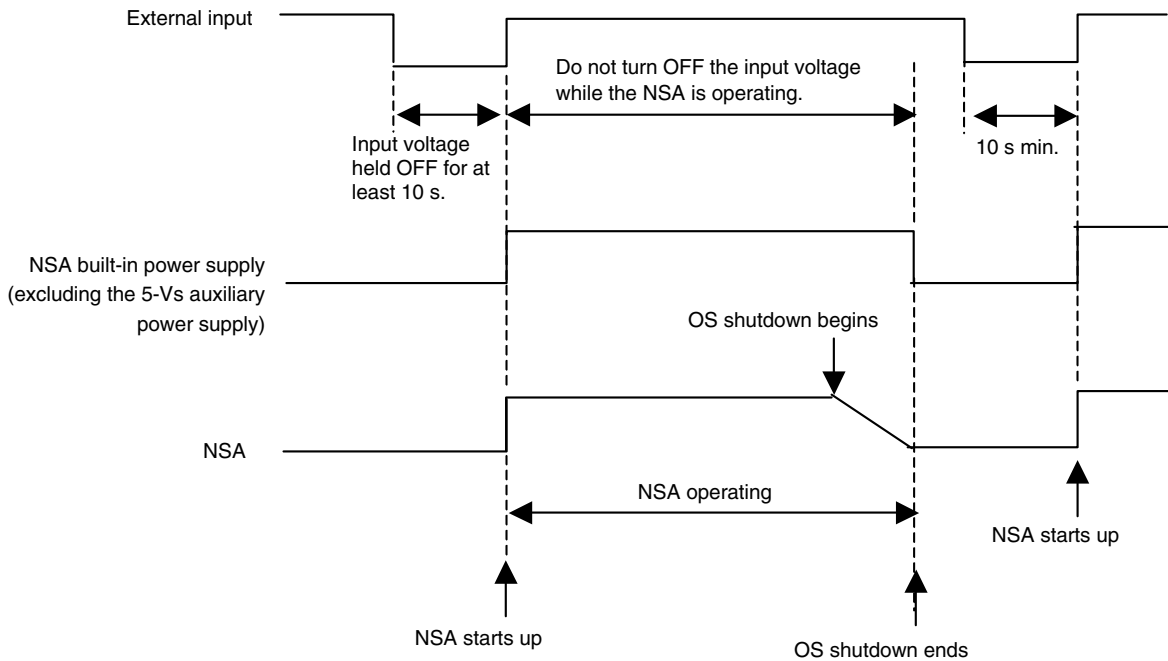 External input
Do not turn OFF the input voltage
while the NSA is operating.
Input voltage
held OFF for at
least 10 s.
10 s min.
NSA built-in power supply
(excluding the 5-Vs auxiliary
power supply)
OS shutdown begins
NSA
NSA operating
NSA starts up
NSA starts up
OS shutdown ends